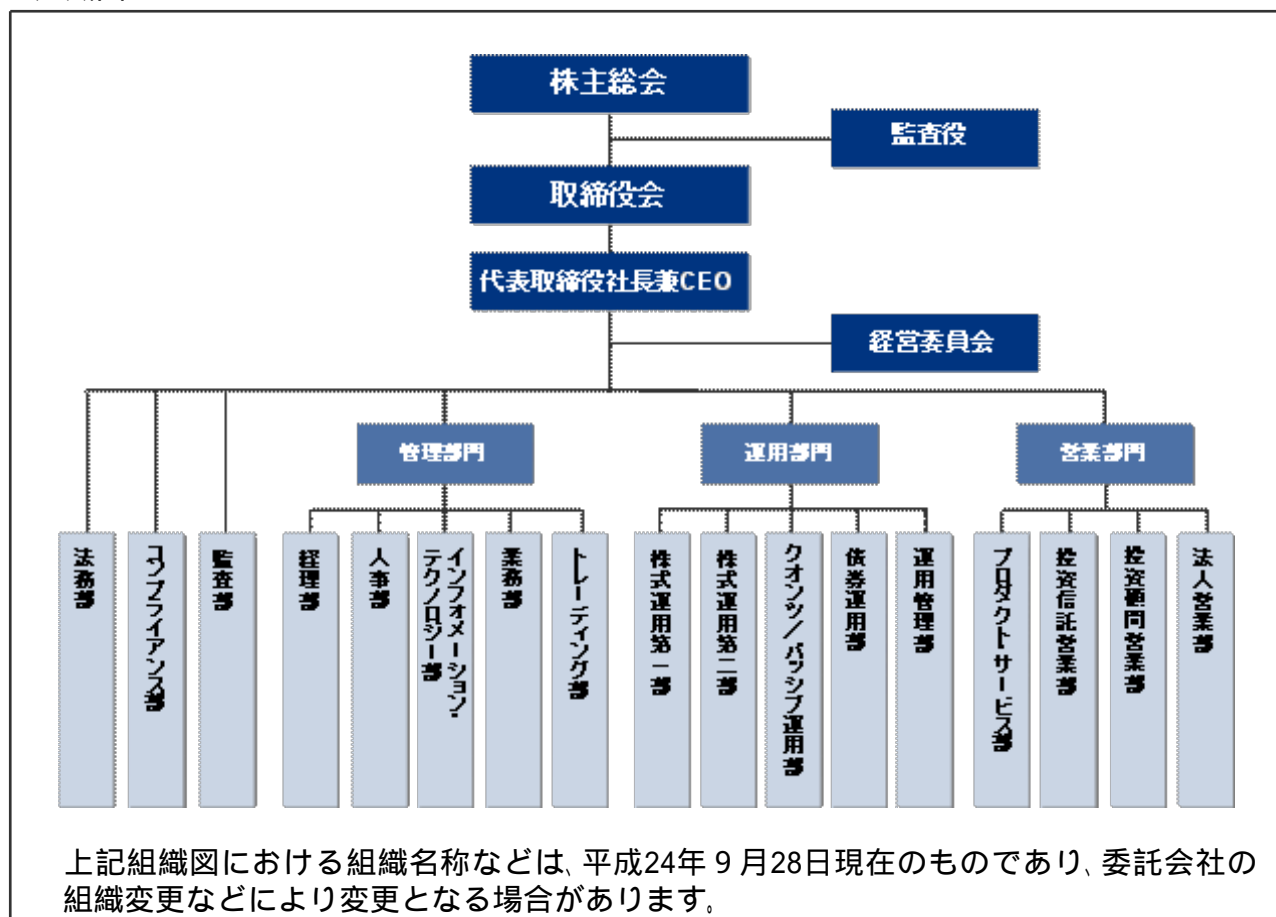 株主総会
監査役
取締役会
代表取締役社長兼CEO
経営委員会
管理部門
運用部門
営業部門
法務部
コンプライアンス部
監査部
経理部
人事部
インフォメーション・
テクノロジー部
業務部
トレーディング部
株式運用第一部
株式運用第二部
クオンツ/パッシブ運用部
債券運用部
運用管理部
プロダクト・サービス部
投資信託営業部
投資顧問営業部
法人営業部
上記組織図における組織名称などは、平成24年9月28日現在のものであり、委託会社の
組織変更などにより変更となる場合があります。